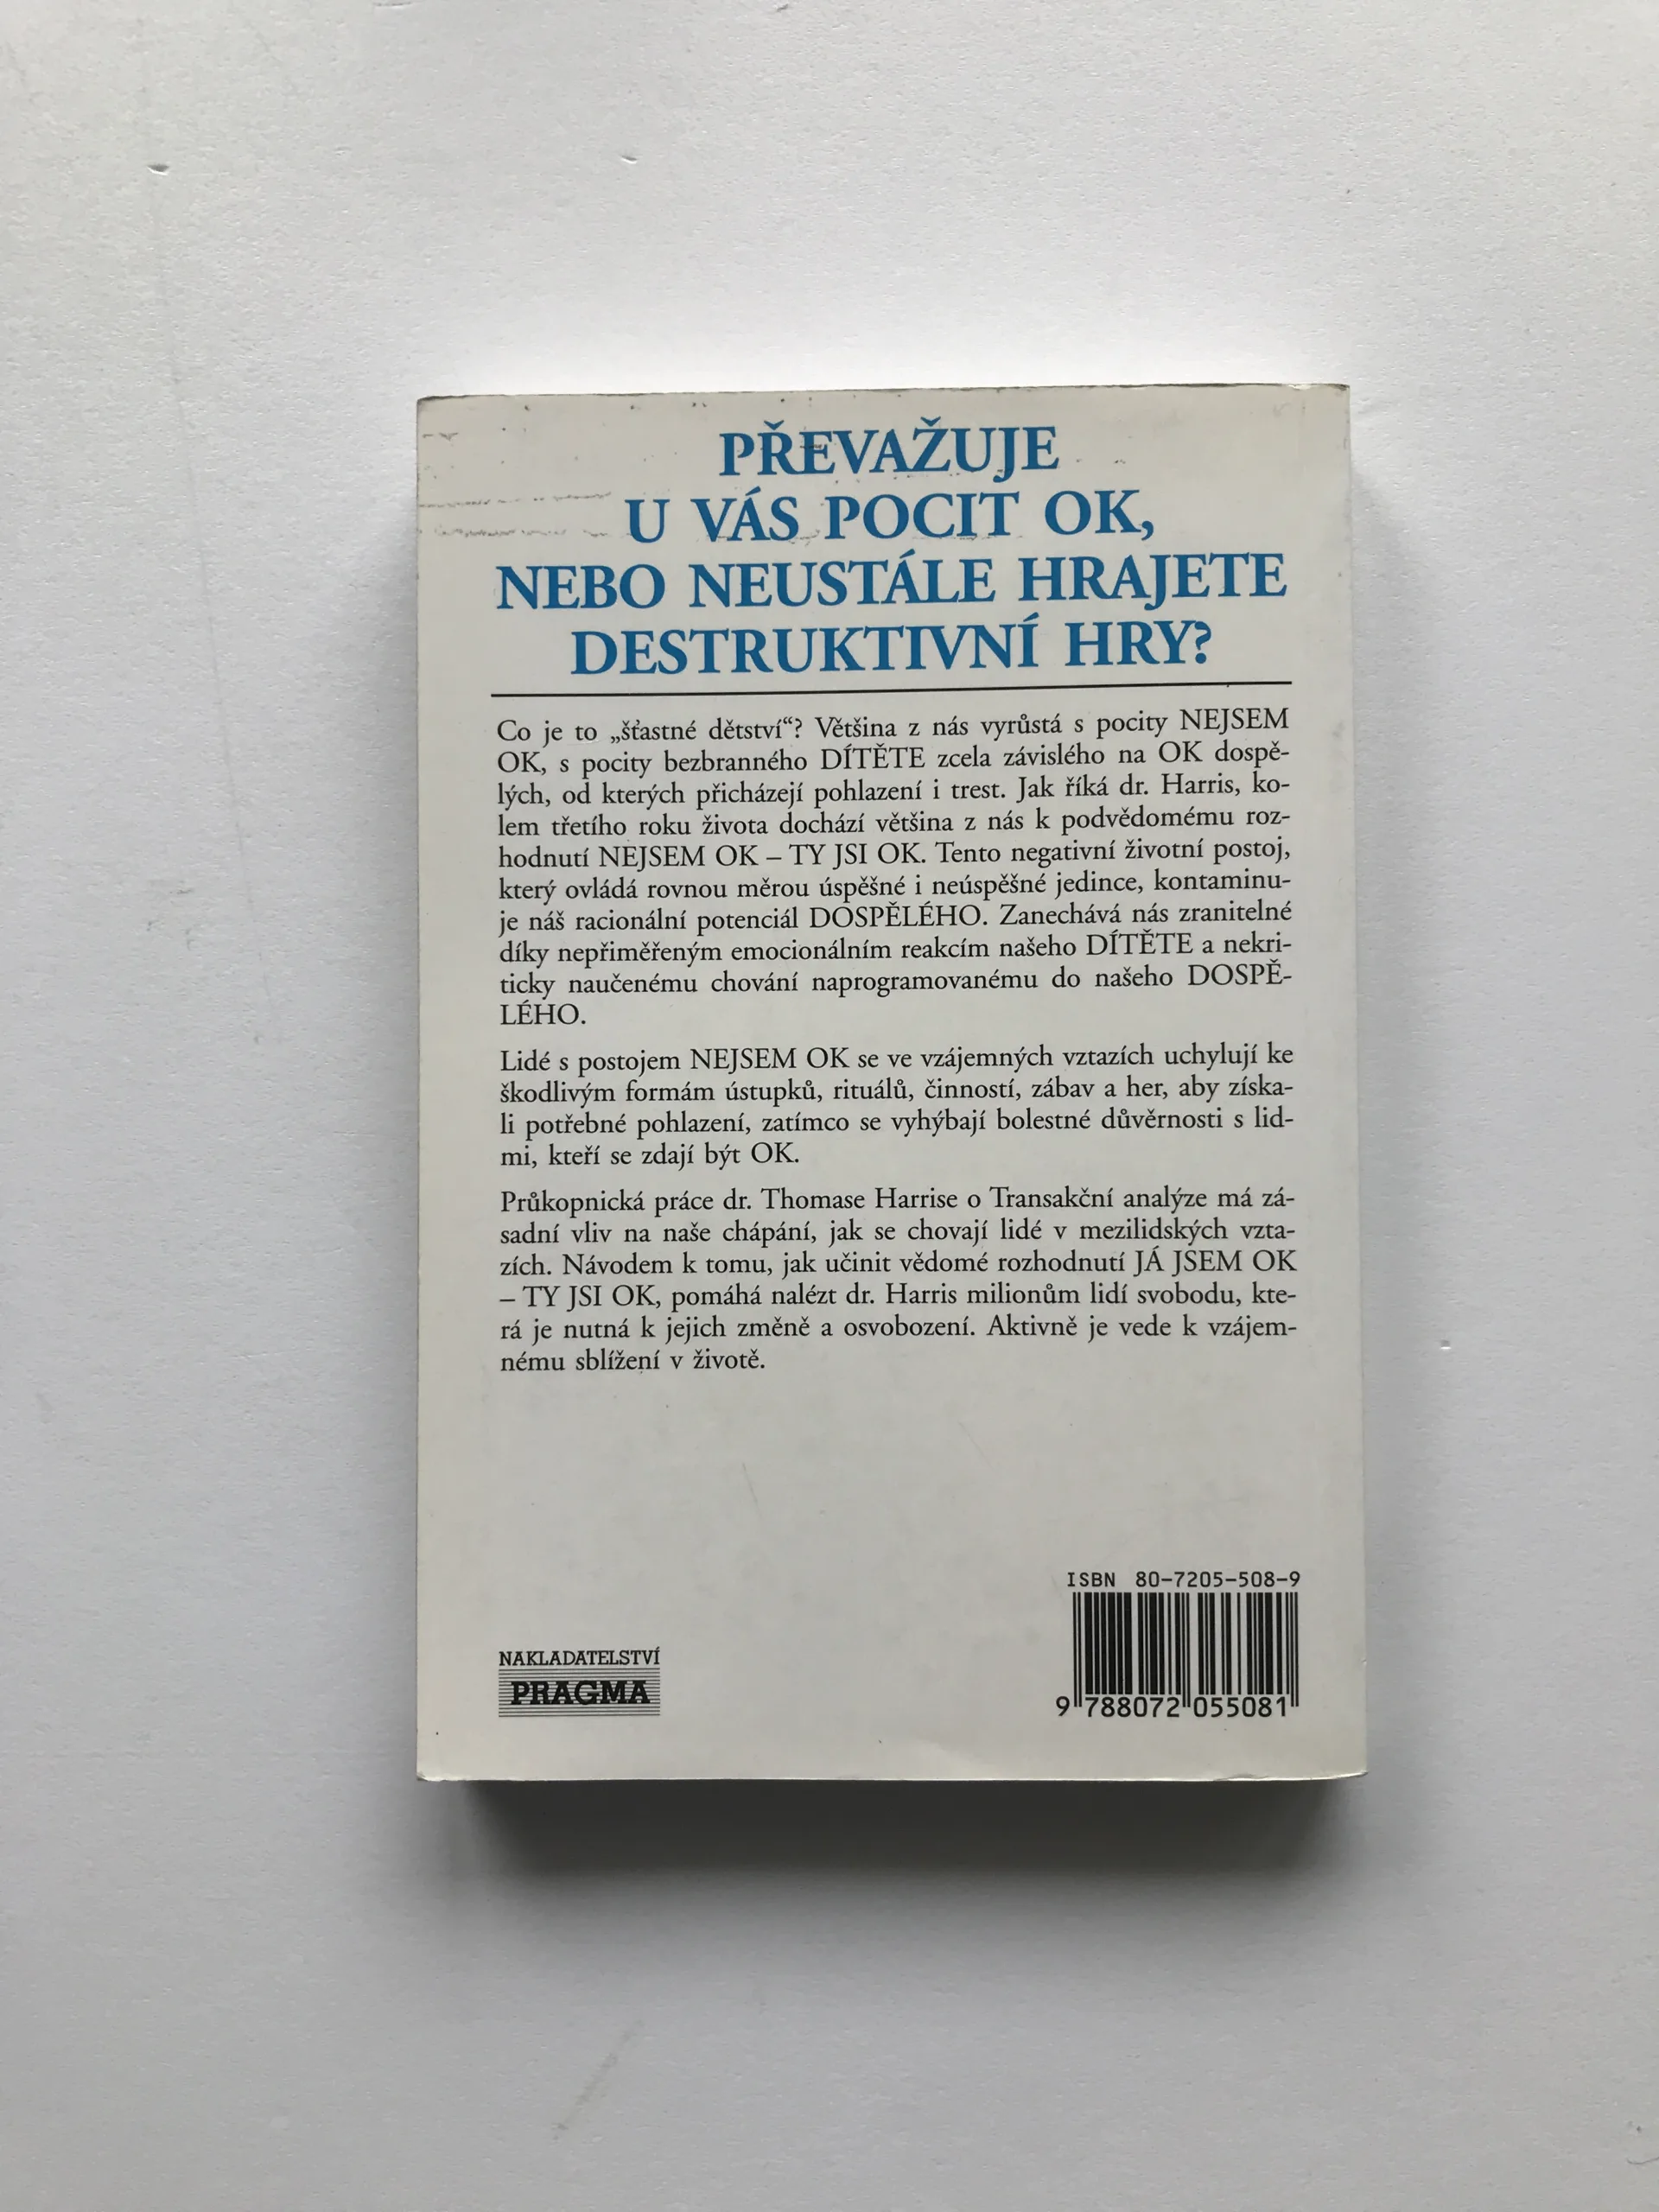 PŘEVAŽUJE
U VÁS POCIT OK,
NEBO NEUSTÁLE HRAJETE
DESTRUKTIVNÍ HRY?
Co je to „šťastné dětství“? Většina z nás vyrůstá s pocity NEJSEM
OK, s pocity bezbranného DÍTĚTE zcela závislého na OK dospě-
lých, od kterých přicházejí pohlazení i trest. Jak říká dr. Harris, ko-
lem třetího roku života dochází většina z nás k podvědomému roz-
hodnutí NEJSEM OK – TY JSI OK. Tento negativní životní postoj,
který ovládá rovnou měrou úspěšné i neúspěšné jedince, kontaminu-
je náš racionální potenciál DOSPĚLÉHO. Zanechává nás zranitelné
díky nepřiměřeným emocionálním reakcím našeho DÍTĚTE a nekri-
ticky naučenému chování naprogramovanému do našeho DOSPĚ-
LÉHO.
Lidé s postojem NEJSEM OK se ve vzájemných vztazích uchylují ke
škodlivým formám ústupků, rituálů, činností, zábav a her, aby získa-
li potřebné pohlazení, zatímco se vyhýbají bolestné důvěrnosti s lid-
mi, kteří se zdají být OK.
Průkopnická práce dr. Thomase Harrise o Transakční analýze má zá-
sadní vliv na naše chápání, jak se chovají lidé v mezilidských vzta-
zích. Návodem k tomu, jak učinit vědomé rozhodnutí JÁ JSEM OK
– TY JSI OK, pomáhá nalézt dr. Harris milionům lidí svobodu, kte-
rá je nutná k jejich změně a osvobození. Aktivně je vede k vzájem-
nému sblížení v životě.
ISBN 80-7205-508-9
NAKLADATELSTVÍ
PRAGMA
9 788072 055081